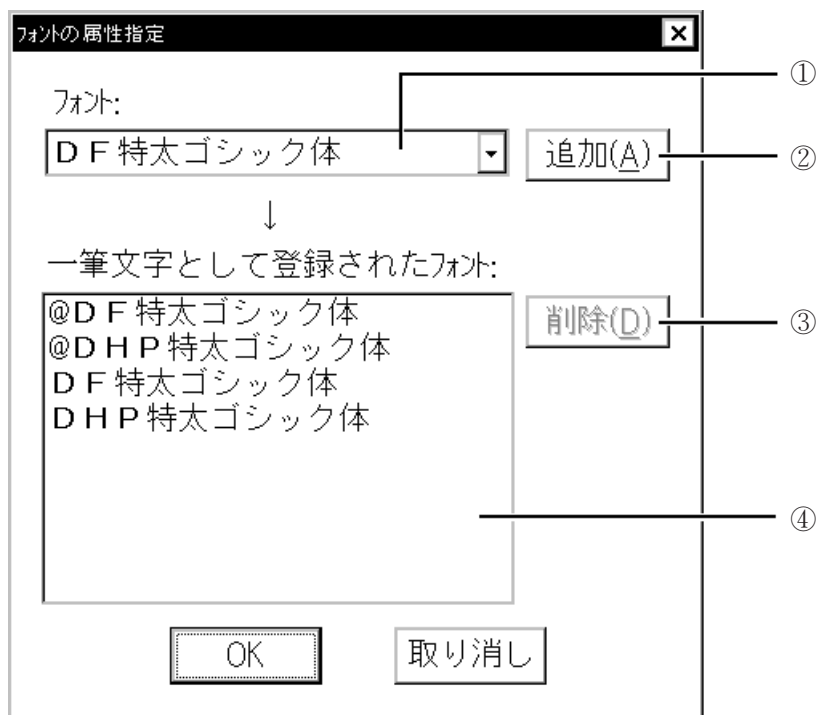 フォントの属性指定
①
フォント:
ＤＦ特太ゴシック体
追加(A)
②
↓
一筆文字として登録されたフォント:
@ＤＦ特太ゴシック体
@ＤＨＰ特太ゴシック体
ＤＦ特太ゴシック体
ＤＨＰ特太ゴシック体
削除(D)
③
④
OK
取り消し